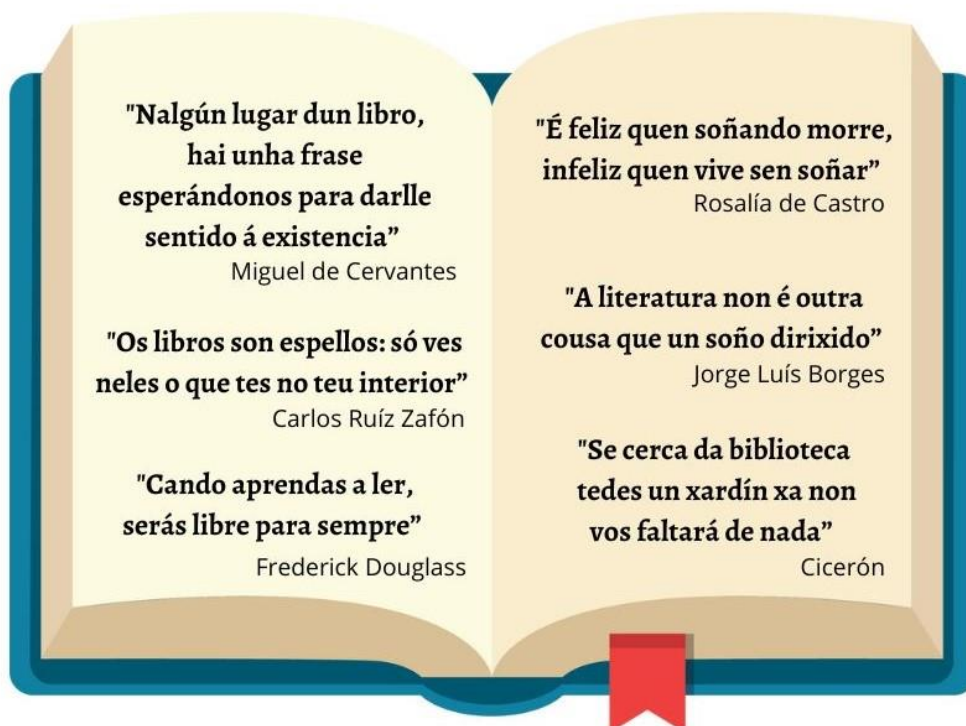 "Nalgún lugar dun libro,
hai unha frase
esperándonos para darlle
sentido á existencia”
Miguel de Cervantes
"Os libros son espellos: só ves
neles o que tes no teu interior”
Carlos Ruíz Zafón
"Cando aprendas a ler,
serás libre para sempre”
Frederick Douglass
"É feliz quen soñando morre,
infeliz quen vive sen soñar”
Rosalía de Castro
"A literatura non é outra
cousa que un soño dirixido”
Jorge Luís Borges
"Se cerca da biblioteca
tedes un xardín xa non
vos faltará de nada”
Cicerón